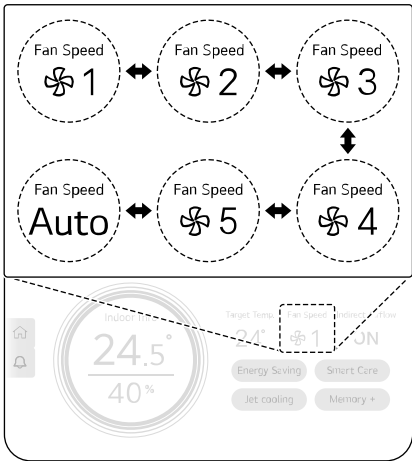 Fan Speed Fan Speed Fan Speed
1 2 3
Fan Speed Fan Speed Fan Speed
Auto 5 4
Target Temp. Fan Speed
24° 1 ON
24.5°
40%
Energy Saving Smart Care
Jet cooling Memory +